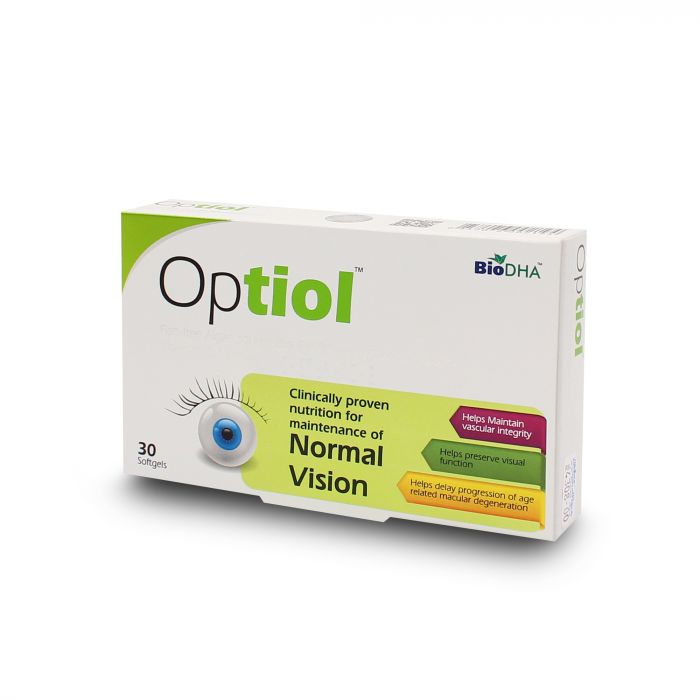 Optiol™
BioDHA™
Clinically proven
nutrition for
maintenance of
Normal
Vision
Helps Maintain
vascular integrity
Helps preserve visual
function
Helps delay progression of age
related macular degeneration
30
Softgels
Optiol